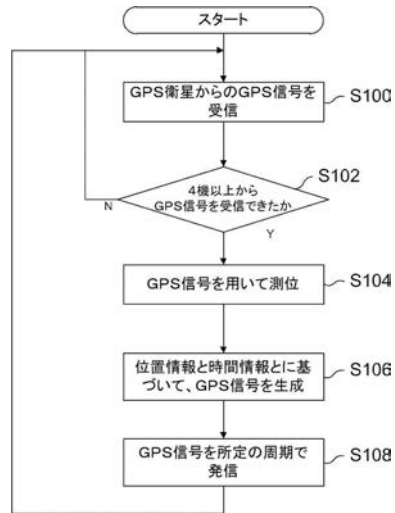 スタート
GPS衛星からのGPS信号を
受信
S100
4機以上から
GPS信号を受信できたか
S102
N
Y
GPS信号を用いて測位
S104
位置情報と時間情報とに基
づいて、GPS信号を生成
S106
GPS信号を所定の周期で
発信
S108